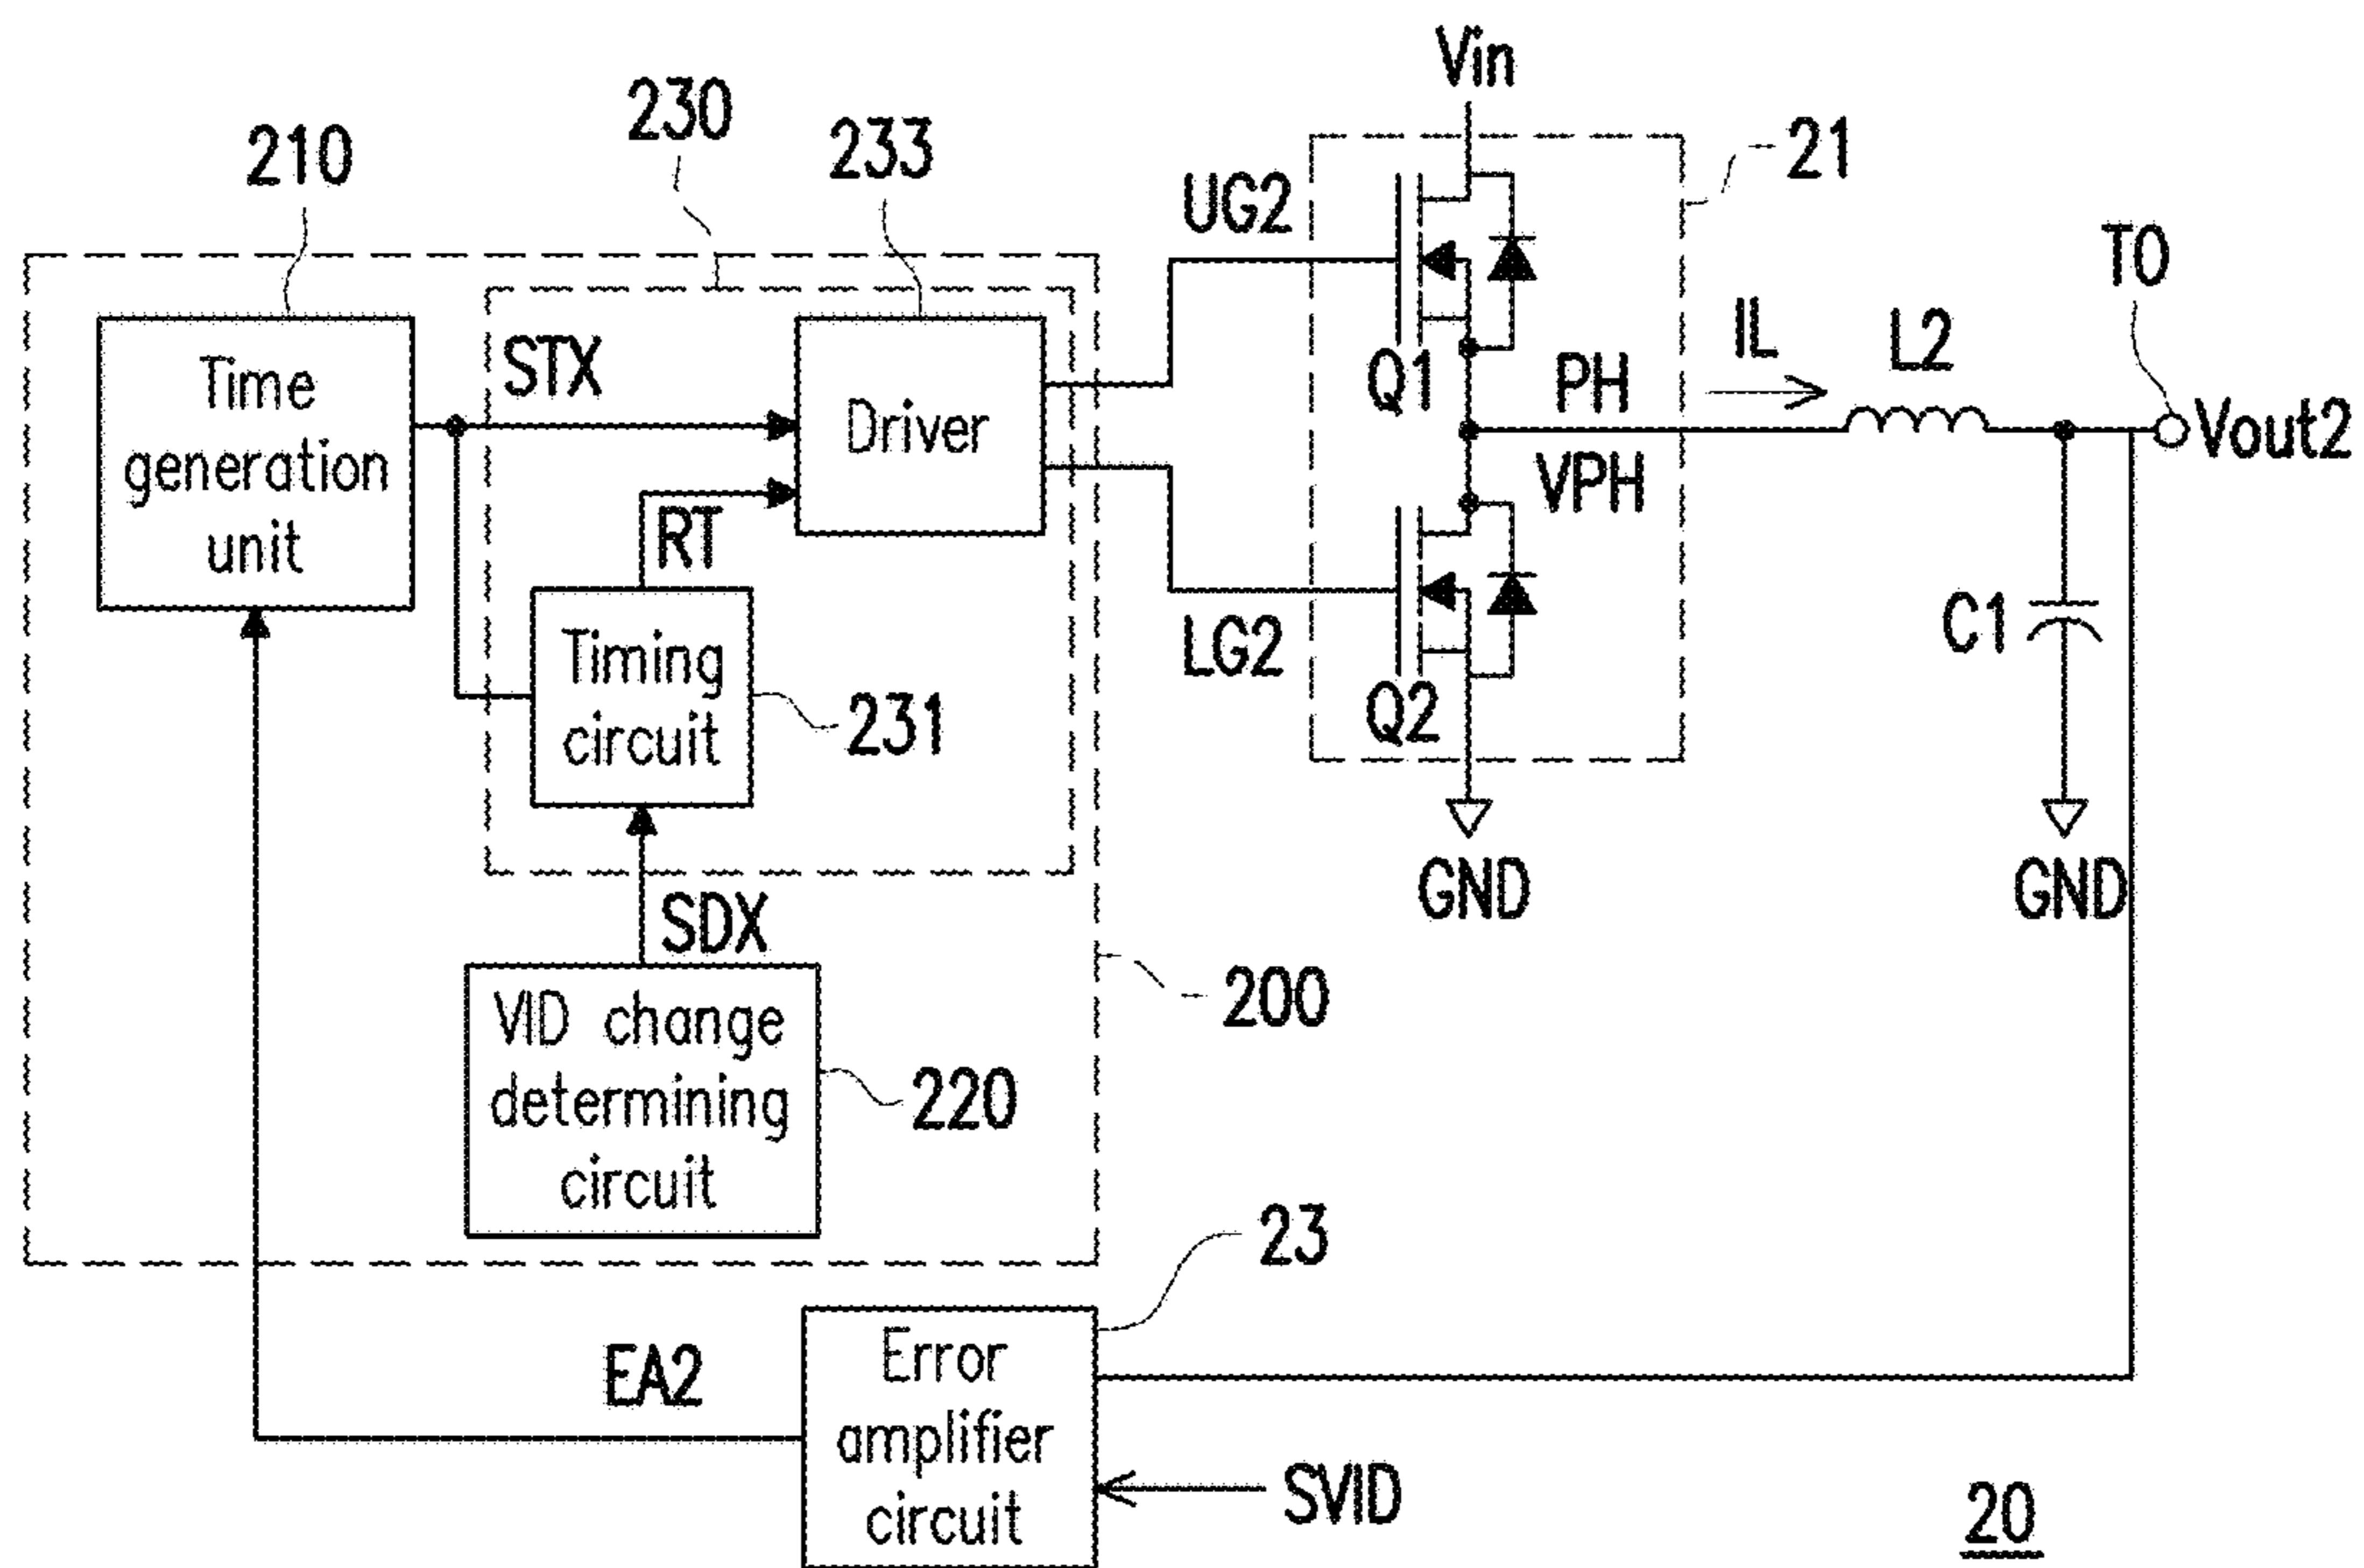 Vin
230
210
233
21
UG2
TO
STX
IL
L2
Time
generation
unit
Driver
Q1
PH
Vout2
VPH
RT
C1
LG2
Timing
circuit
231
Q2
GND
GND
SDX
200
VID change
determining
circuit
220
23
EA2
Error
amplifier
circuit
SVID
20